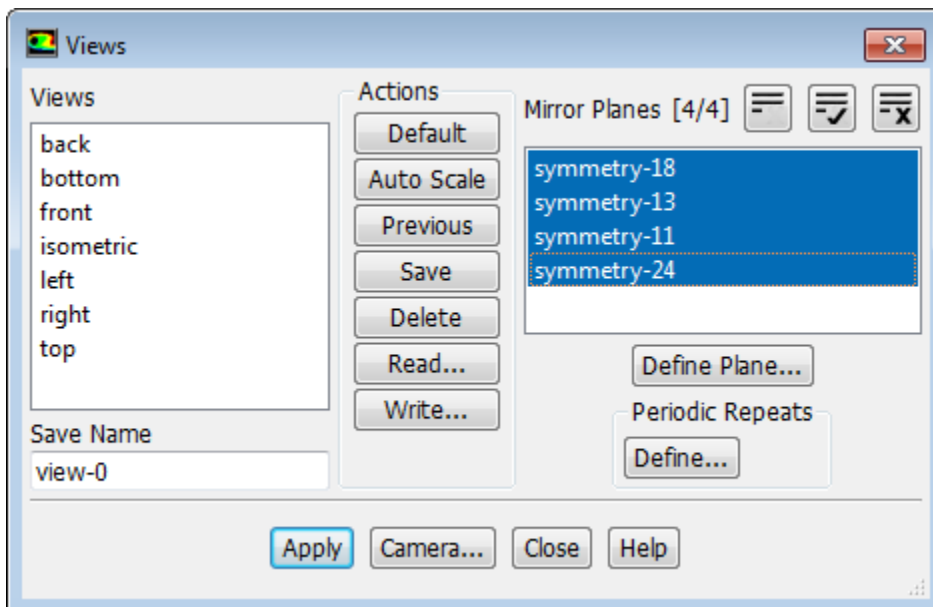 Views
Views
back
bottom
front
isometric
left
right
top
Save Name
view-0
Actions
Default
Auto Scale
Previous
Save
Delete
Read...
Write...
Mirror Planes [4/4]
symmetry-18
symmetry-13
symmetry-11
symmetry-24
Define Plane...
Periodic Repeats
Define...
Apply
Camera...
Close
Help